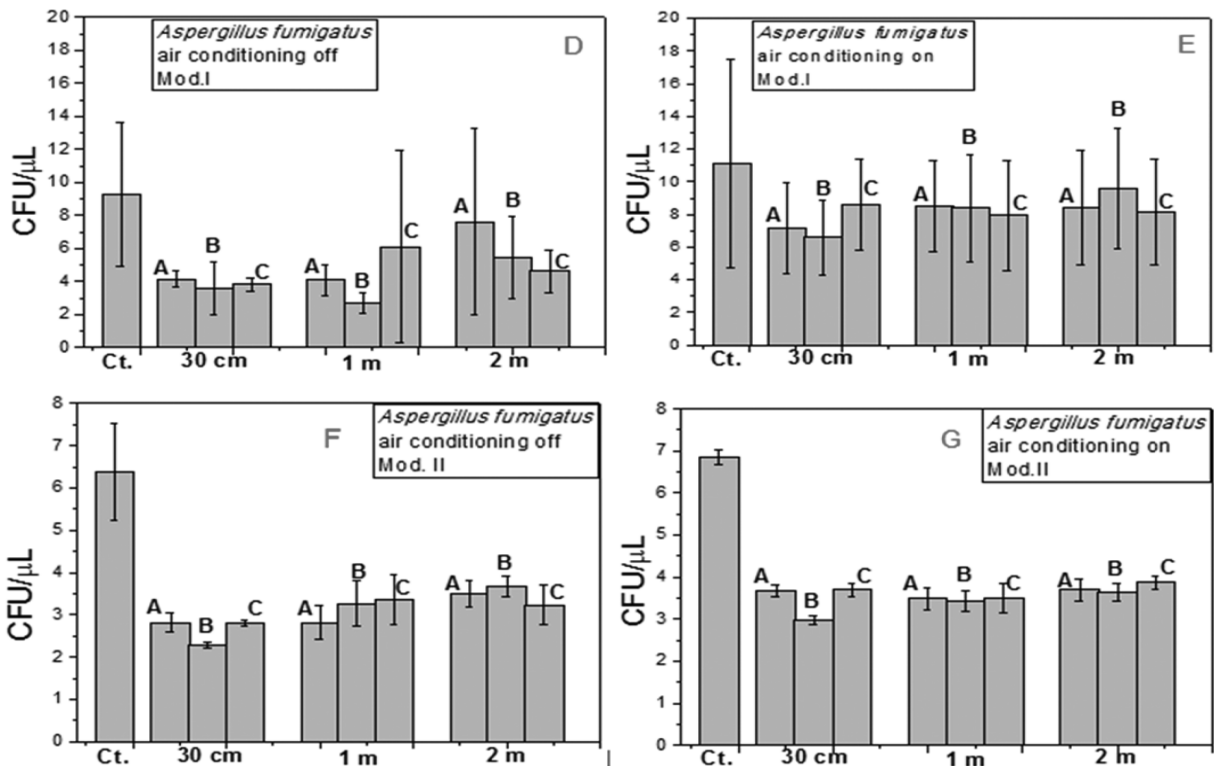 20
18
16
14
12
10
8
6
4
2
0
CFU/μL
Aspergillus fumigatus
air conditioning off
Mod.I
D
A B C
A B C
A B C
Ct. 30 cm 1 m 2 m
20
18
16
14
12
10
8
6
4
2
0
CFU/μL
Aspergillus fumigatus
air conditioning on
Mod.I
E
A B C
A B C
A B C
Ct. 30 cm 1 m 2 m
8
7
6
5
4
3
2
1
0
CFU/μL
F
Aspergillus fumigatus
air conditioning off
Mod. II
A B C
A B C
A B C
Ct. 30 cm 1 m 2 m
8
7
6
5
4
3
2
1
0
CFU/μL
G
Aspergillus fumigatus
air conditioning on
Mod.II
A B C
A B C
A B C
Ct. 30 cm 1 m 2 m